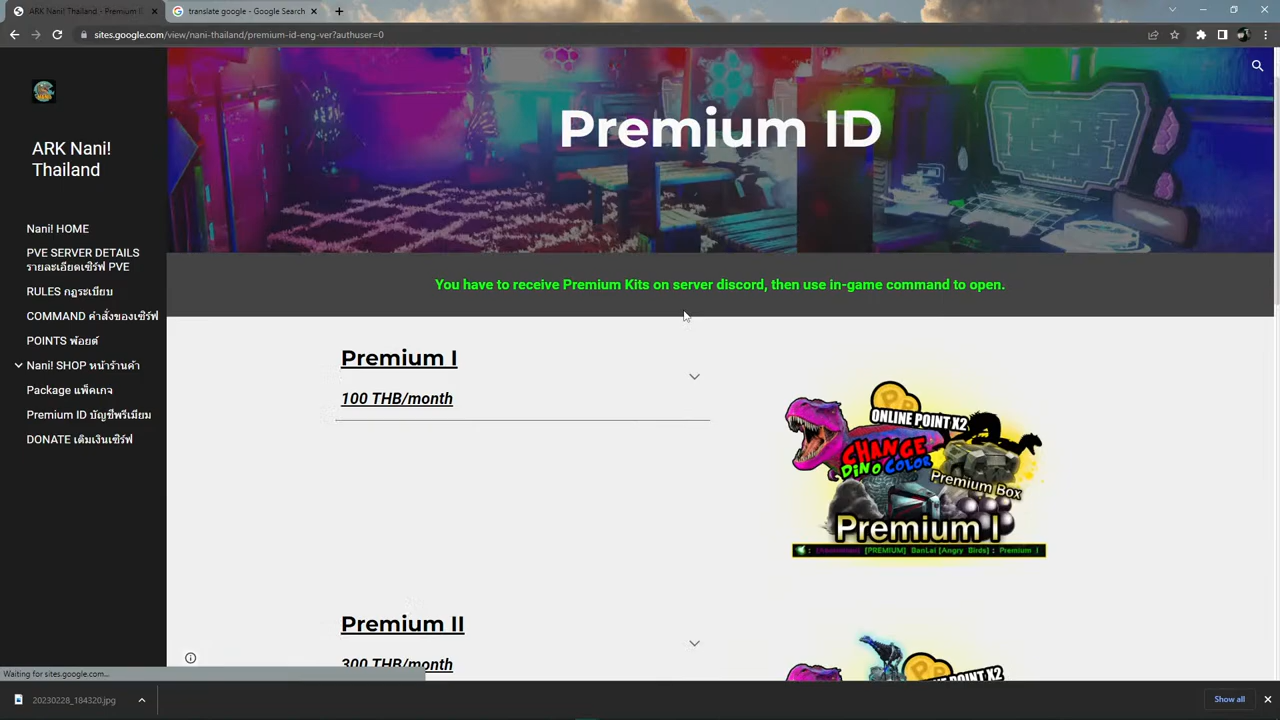 ARK Nani! Thailand - Premium I
translate google - Google Search
sites.google.com/view/nani-thailand/premium-id-eng-ver?authuser=0
ARK Nani!
Thailand
Nani! HOME
PVE SERVER DETAILS
รายละเอียดเซิร์ฟ PVE
RULES กฎระเบียบ
COMMAND คำสั่งของเซิร์ฟ
POINTS พ้อยต์
Nani! SHOP หน้าร้านค้า
Package แพ็คเกจ
Premium ID บัญชีพรีเมียม
DONATE เติมเงินเซิร์ฟ
Premium ID
You have to receive Premium Kits on server discord, then use in-game command to open.
Premium I
100 THB/month
ONLINE POINT X2
CHANGE
DINO COLOR
Premium Box
Premium I
[PREMIUM] BanLei [Angry Birds] : Premium I
Premium II
300 THB/month
ONLINE POINT X2
Waiting for sites.google.com...
20230228_184320.jpg
Show all